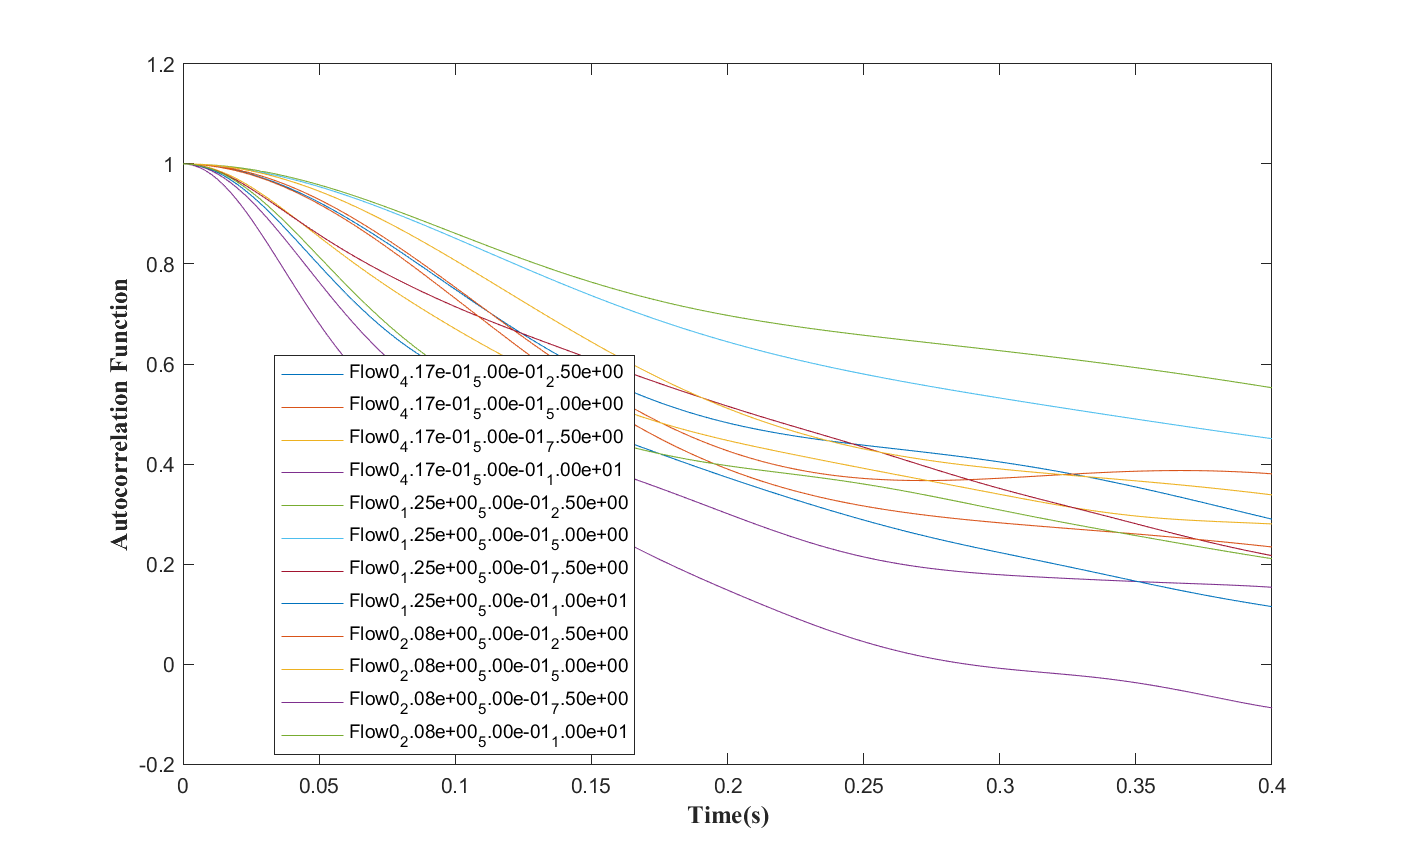 1.2
1
0.8
0.6
0.4
0.2
0
-0.2
Autocorrelation Function
Flow0₄.17e-01₅.00e-01₂.50e+00
Flow0₄.17e-01₅.00e-01₅.00e+00
Flow0₄.17e-01₅.00e-01₇.50e+00
Flow0₄.17e-01₅.00e-01₁.00e+01
Flow0₁.25e+00₅.00e-01₂.50e+00
Flow0₁.25e+00₅.00e-01₅.00e+00
Flow0₁.25e+00₅.00e-01₇.50e+00
Flow0₁.25e+00₅.00e-01₁.00e+01
Flow0₂.08e+00₅.00e-01₂.50e+00
Flow0₂.08e+00₅.00e-01₅.00e+00
Flow0₂.08e+00₅.00e-01₇.50e+00
Flow0₂.08e+00₅.00e-01₁.00e+01
0 0.05 0.1 0.15 0.2 0.25 0.3 0.35 0.4
Time(s)